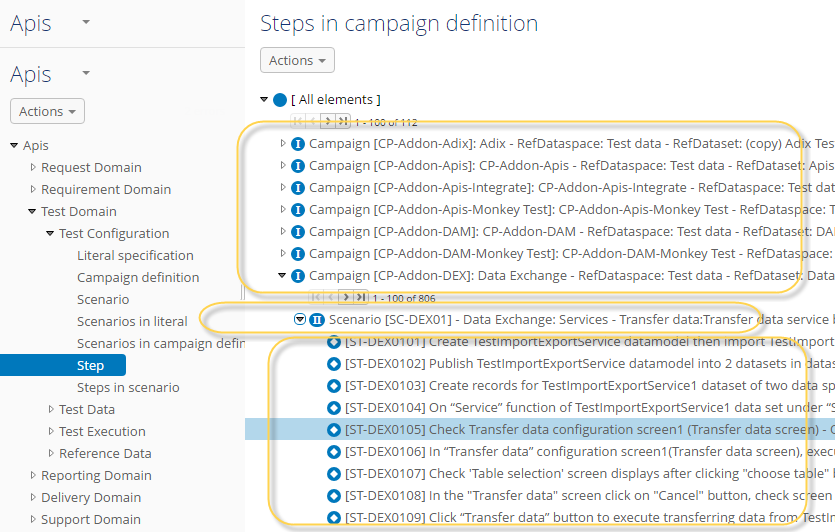 Apis
Apis
Actions
Apis
Request Domain
Requirement Domain
Test Domain
Test Configuration
Literal specification
Campaign definition
Scenario
Scenarios in literal
Scenarios in campaign defin
Step
Steps in scenario
Test Data
Test Execution
Reference Data
Reporting Domain
Delivery Domain
Support Domain
Steps in campaign definition
Actions
[ All elements ]
1 - 100 of 112
I Campaign [CP-Addon-Adix]: Adix - RefDataspace: Test data - RefDataset: (copy) Adix Tes
I Campaign [CP-Addon-Apis]: CP-Addon-Apis - RefDataspace: Test data - RefDataset: Apis
I Campaign [CP-Addon-Apis-Integrate]: CP-Addon-Apis-Integrate - RefDataspace: Test dat
I Campaign [CP-Addon-Apis-Monkey Test]: CP-Addon-Apis-Monkey Test - RefDataspace:
I Campaign [CP-Addon-DAM]: CP-Addon-DAM - RefDataspace: Test data - RefDataset: DAM
I Campaign [CP-Addon-DAM-Monkey Test]: CP-Addon-DAM-Monkey Test - RefDataspace:
I Campaign [CP-Addon-DEX]: Data Exchange - RefDataspace: Test data - RefDataset: Data
1 - 100 of 806
II Scenario [SC-DEX01] - Data Exchange: Services - Transfer data:Transfer data service b
[ST-DEX0101] Create TestImportExportService datamodel then import TestImport
[ST-DEX0102] Publish TestImportExportService datamodel into 2 datasets in datas
[ST-DEX0103] Create records for TestImportExportService1 dataset of two data sp
[ST-DEX0104] On “Service” function of TestImportExportService1 data set under “S
[ST-DEX0105] Check Transfer data configuration screen1 (Transfer data screen) - C
[ST-DEX0106] In “Transfer data” configuration screen1(Transfer data screen), exec
[ST-DEX0107] Check 'Table selection' screen displays after clicking "choose table" b
[ST-DEX0108] In the "Transfer data" screen click on "Cancel" button, check screen
[ST-DEX0109] Click “Transfer data” button to execute transferring data from TestIn